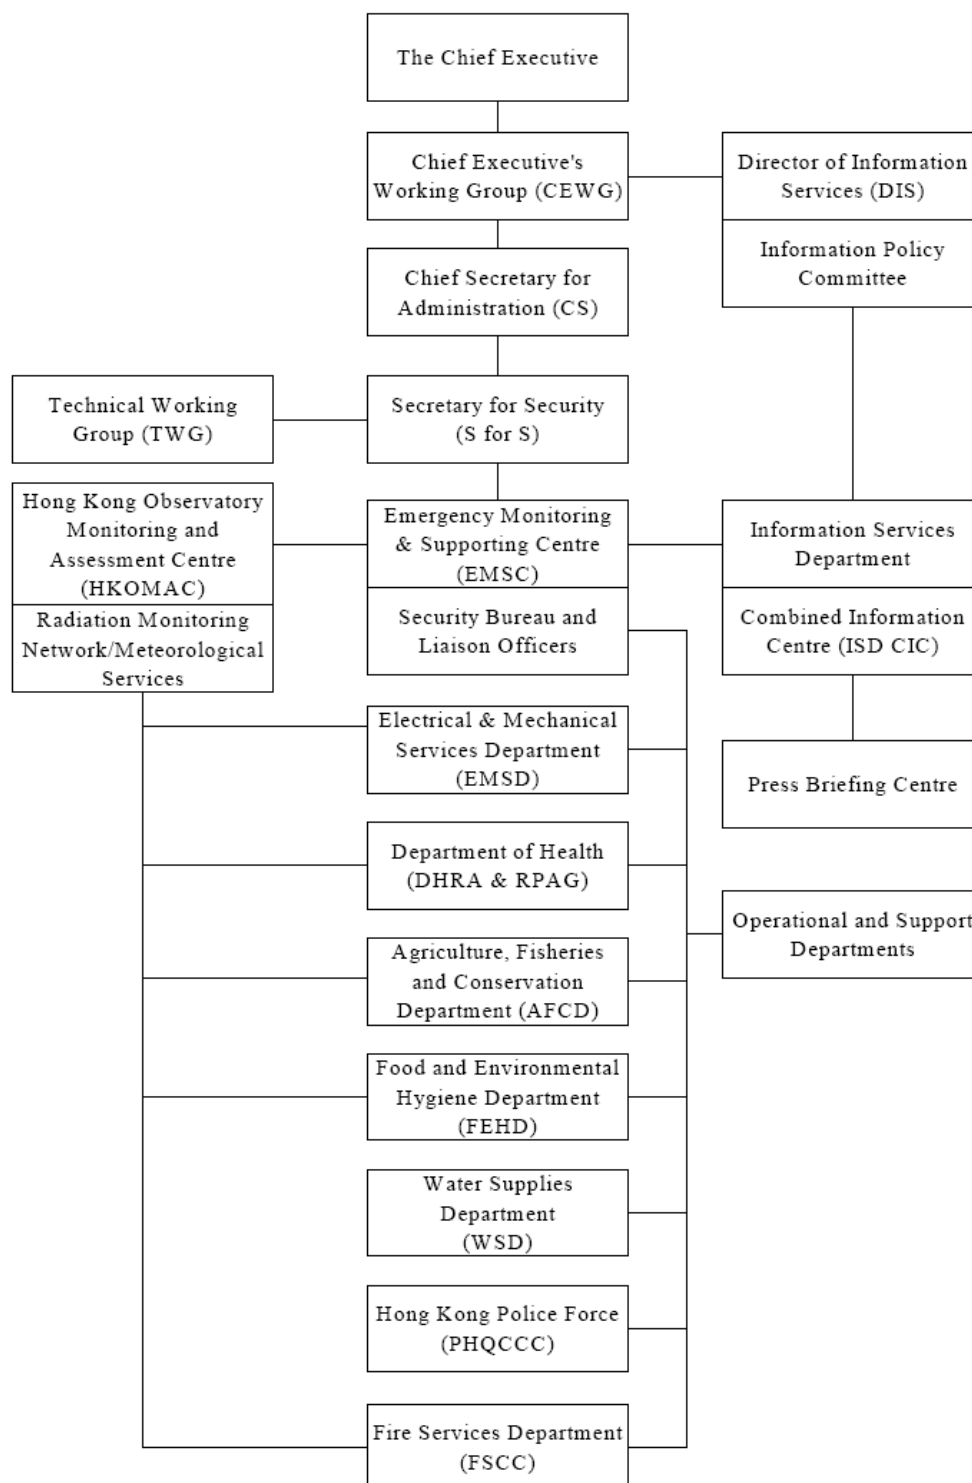 The Chief Executive
Chief Executive's
Working Group (CEWG)
Director of Information
Services (DIS)
Information Policy
Committee
Chief Secretary for
Administration (CS)
Technical Working
Group (TWG)
Secretary for Security
(S for S)
Hong Kong Observatory
Monitoring and
Assessment Centre
(HKOMAC)
Radiation Monitoring
Network/Meteorological
Services
Emergency Monitoring
& Supporting Centre
(EMSC)
Security Bureau and
Liaison Officers
Information Services
Department
Combined Information
Centre (ISD CIC)
Electrical & Mechanical
Services Department
(EMSD)
Press Briefing Centre
Department of Health
(DHRA & RPAG)
Operational and Support
Departments
Agriculture, Fisheries
and Conservation
Department (AFCD)
Food and Environmental
Hygiene Department
(FEHD)
Water Supplies
Department
(WSD)
Hong Kong Police Force
(PHQCCC)
Fire Services Department
(FSCC)